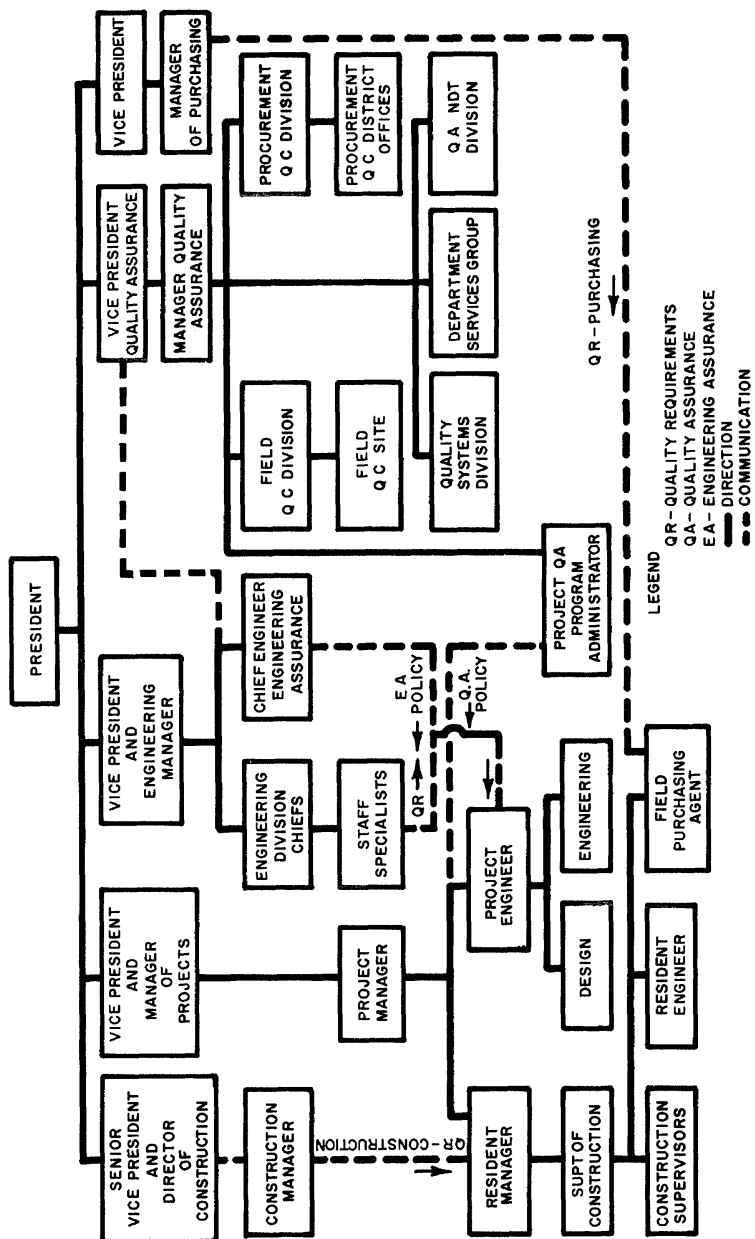 PRESIDENT
SENIOR
VICE PRESIDENT
AND
DIRECTOR
OF
CONSTRUCTION
VICE PRESIDENT
AND
MANAGER
OF
PROJECTS
VICE PRESIDENT
AND
ENGINEERING
MANAGER
VICE PRESIDENT
QUALITY ASSURANCE
VICE PRESIDENT
CONSTRUCTION
MANAGER
PROJECT
MANAGER
ENGINEERING
DIVISION
CHIEFS
CHIEF ENGINEER
ENGINEERING
ASSURANCE
MANAGER QUALITY
ASSURANCE
MANAGER
OF PURCHASING
STAFF
SPECIALISTS
FIELD
QC DIVISION
PROCUREMENT
QC DIVISION
FIELD
QC SITE
PROCUREMENT
QC DISTRICT
OFFICES
QUALITY
SYSTEMS
DIVISION
DEPARTMENT
SERVICES GROUP
QA NDT
DIVISION
QR-CONSTRUCTION
QR
E.A.
POLICY
Q.A.
POLICY
RESIDENT
MANAGER
PROJECT
ENGINEER
PROJECT QA
PROGRAM
ADMINISTRATOR
QR-PURCHASING
SUPT OF
CONSTRUCTION
DESIGN
ENGINEERING
CONSTRUCTION
SUPERVISORS
RESIDENT
ENGINEER
FIELD
PURCHASING
AGENT
LEGEND
QR-QUALITY REQUIREMENTS
QA-QUALITY ASSURANCE
EA-ENGINEERING ASSURANCE
DIRECTION
COMMUNICATION